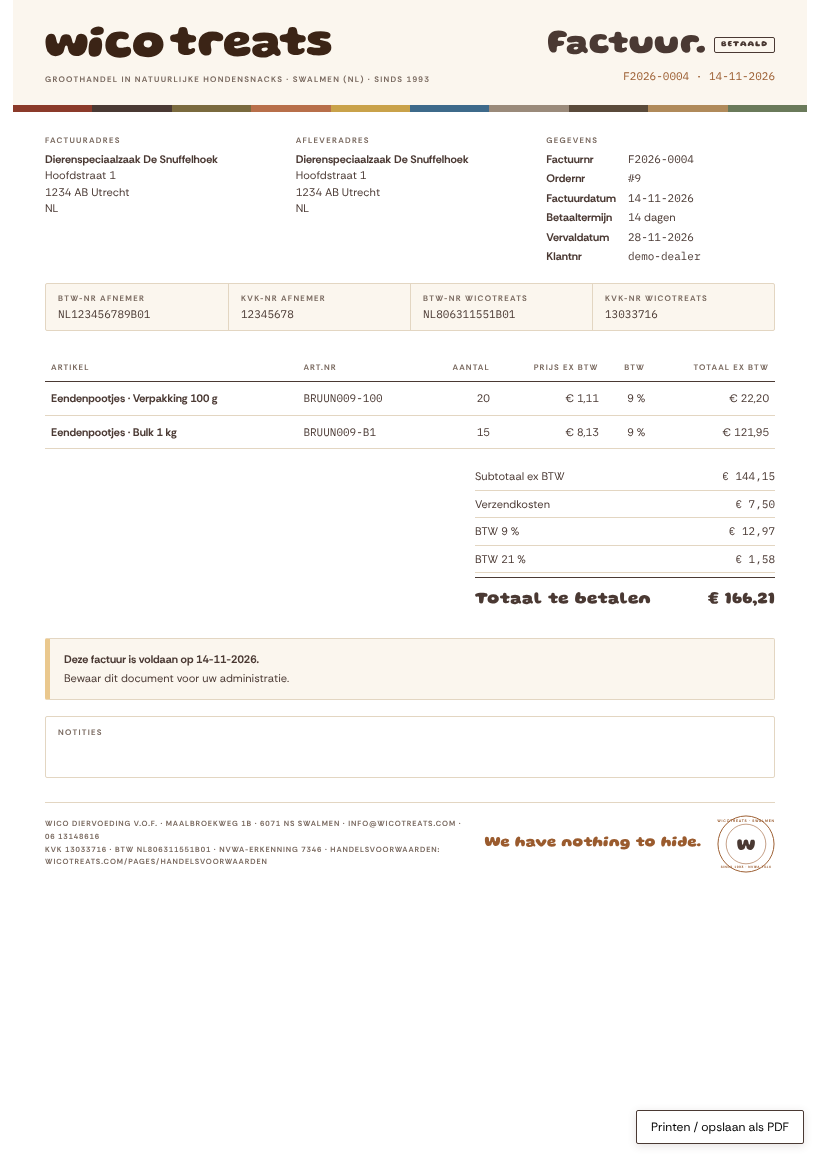 wico treats
Factuur. BETAALD
GROOTHANDEL IN NATUURLIJKE HONDENSNACKS · SWALMEN (NL) · SINDS 1993
F2026-0004 · 14-11-2026
FACTUURADRES
Dierenspeciaalzaak De Snuffelhoek
Hoofdstraat 1
1234 AB Utrecht
NL
AFLEVERADRES
Dierenspeciaalzaak De Snuffelhoek
Hoofdstraat 1
1234 AB Utrecht
NL
GEGEVENS
Factuurnr F2026-0004
Ordernr #9
Factuurdatum 14-11-2026
Betaaltermijn 14 dagen
Vervaldatum 28-11-2026
Klantnr demo-dealer
BTW-NR AFNEMER
NL123456789B01
KVK-NR AFNEMER
12345678
BTW-NR WICOTREATS
NL806311551B01
KVK-NR WICOTREATS
13033716
ARTIKEL ART.NR AANTAL PRIJS EX BTW BTW TOTAAL EX BTW
Eendenpootjes · Verpakking 100 g BRUUN009-100 20 € 1,11 9 % € 22,20
Eendenpootjes · Bulk 1 kg BRUUN009-B1 15 € 8,13 9 % € 121,95
Subtotaal ex BTW € 144,15
Verzendkosten € 7,50
BTW 9 % € 12,97
BTW 21 % € 1,58
Totaal te betalen € 166,21
Deze factuur is voldaan op 14-11-2026.
Bewaar dit document voor uw administratie.
NOTITIES
WICO DIERVOEDING V.O.F. · MAALBROEKWEG 1B · 6071 NS SWALMEN · INFO@WICOTREATS.COM ·
06 13148616
KVK 13033716 · BTW NL806311551B01 · NVWA-ERKENNING 7346 · HANDELSVOORWAARDEN:
WICOTREATS.COM/PAGES/HANDELSVOORWAARDEN
We have nothing to hide.
WICOTREATS · SWALMEN
W
Printen / opslaan als PDF